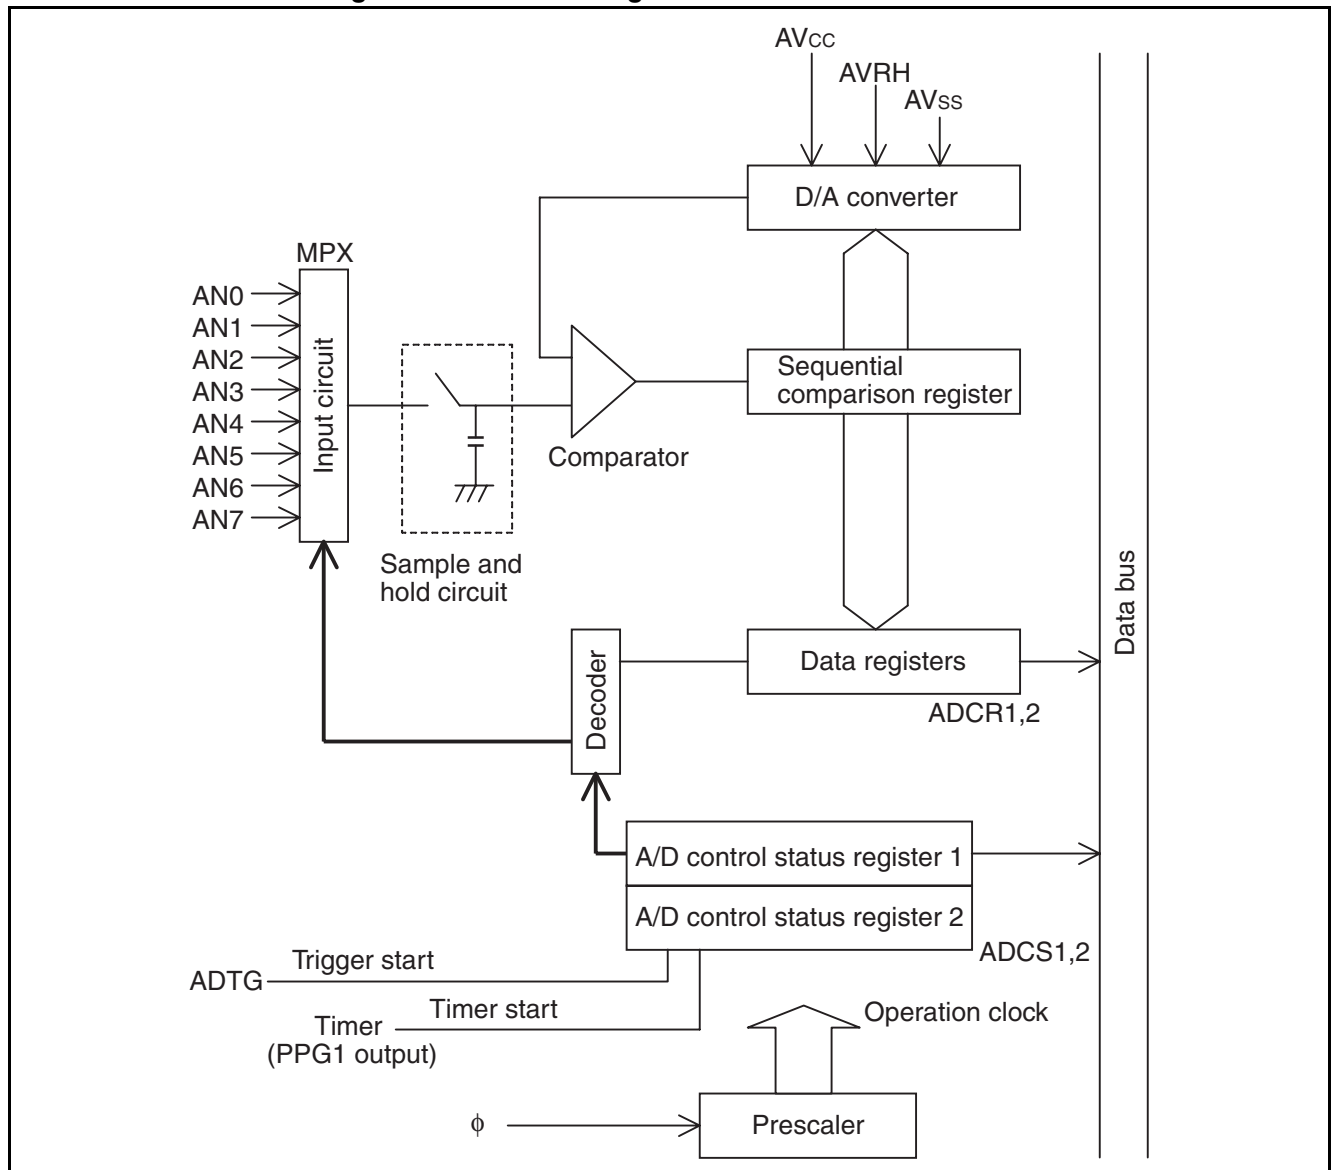 AVCC
AVRH
AVSS
D/A converter
MPX
AN0
AN1
AN2
AN3
AN4
AN5
AN6
AN7
Input circuit
Sequential
comparison register
Comparator
Sample and
hold circuit
Data bus
Decoder
Data registers
ADCR1,2
A/D control status register 1
A/D control status register 2
ADCS1,2
Trigger start
ADTG
Timer start
Timer
(PPG1 output)
Operation clock
ϕ
Prescaler